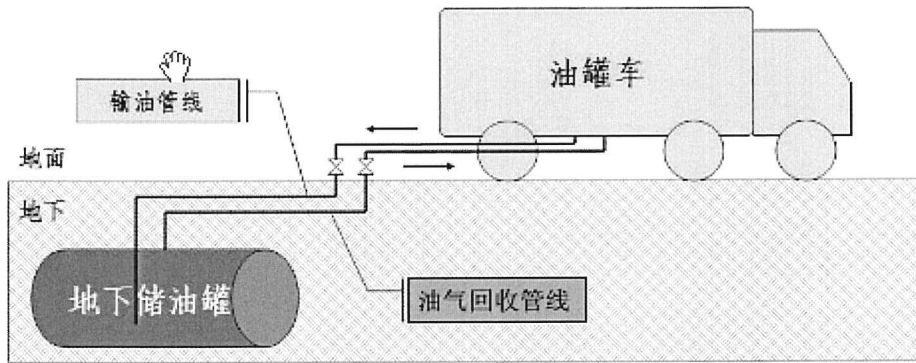 油罐车
输油管线
地面
地下
地下储油罐
油气回收管线